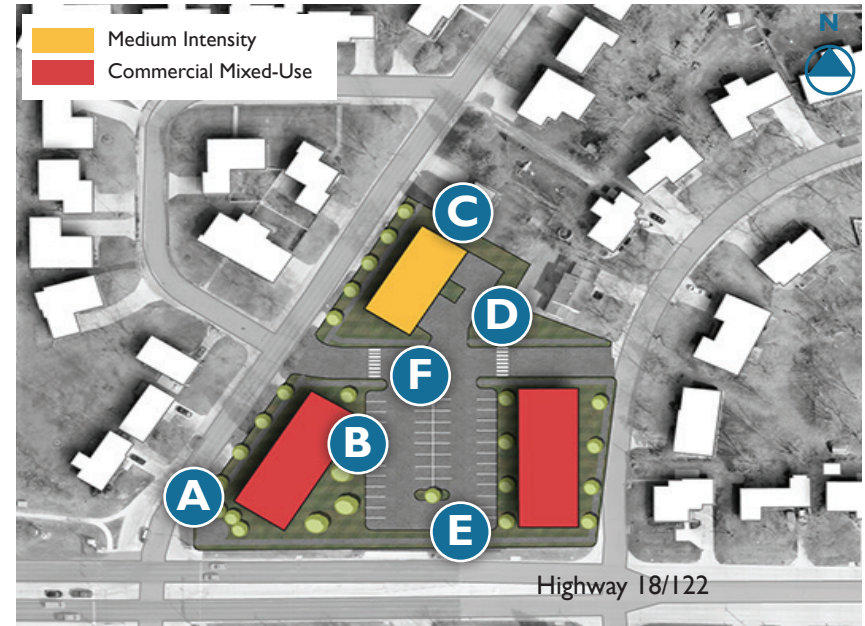 Medium Intensity
Commercial Mixed-Use
N
C
D
F
B
A
E
Highway 18/122